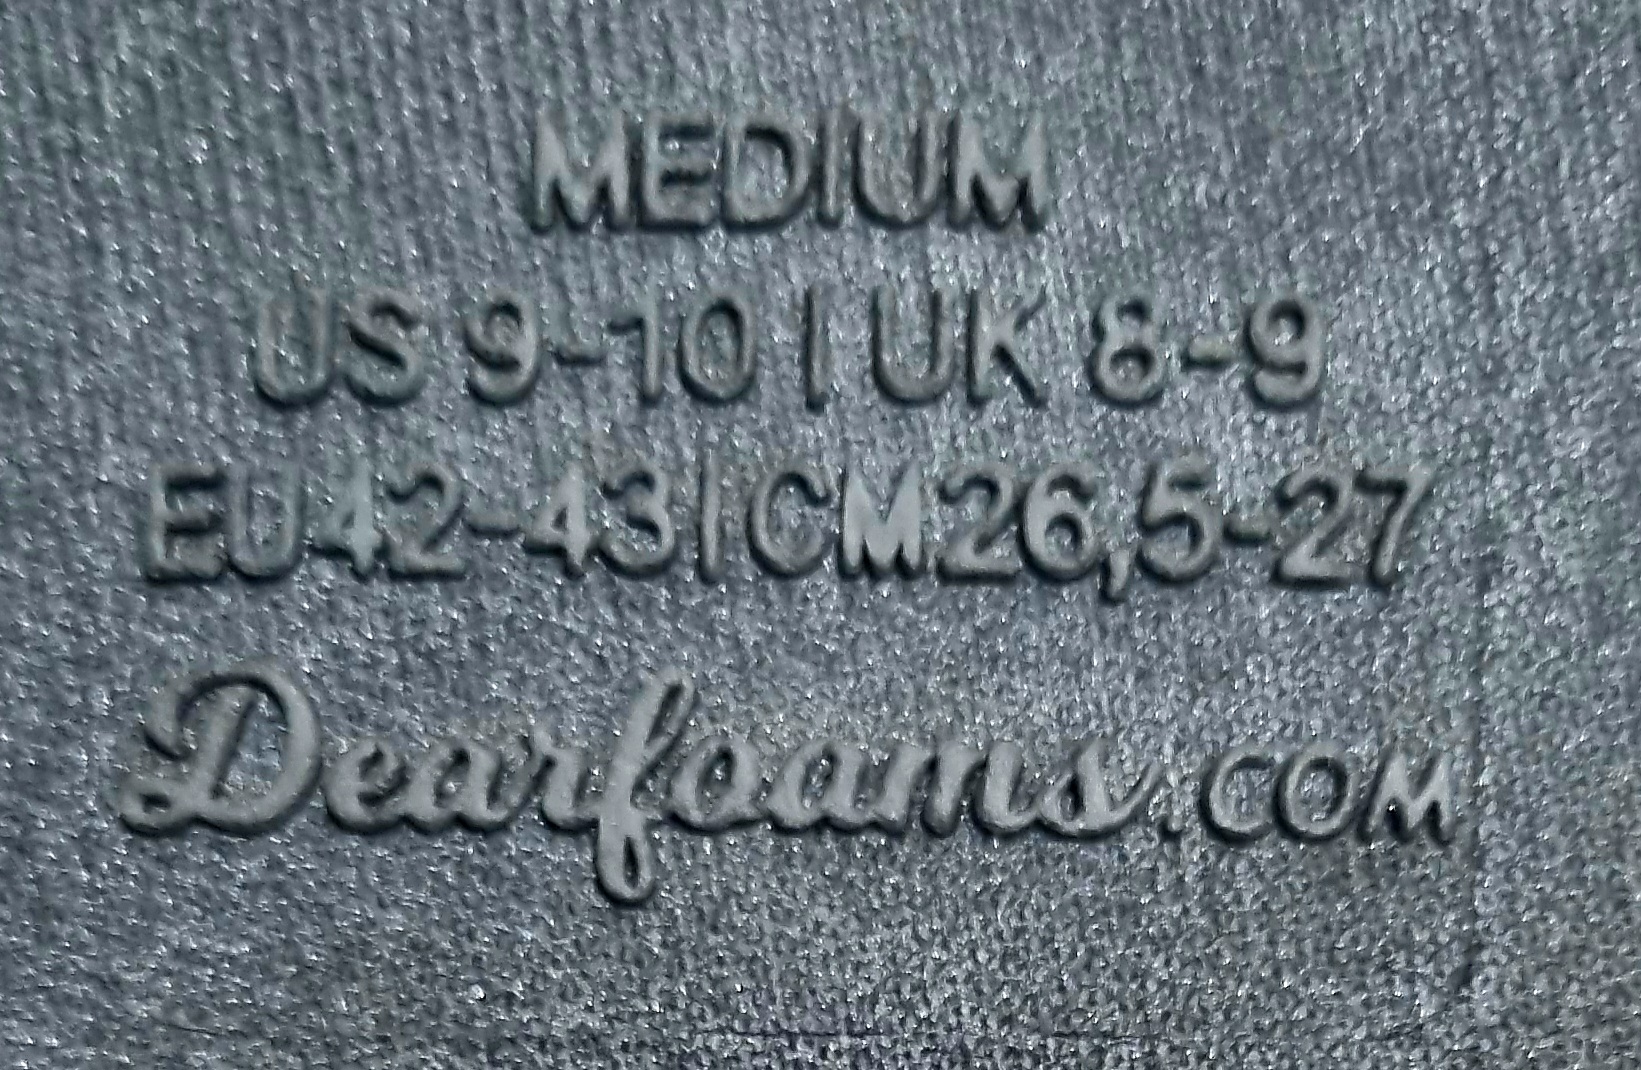 MEDIUM
US 9-10 | UK 8-9
EU 42-43 | CM 26,5-27
Dearfoams.COM